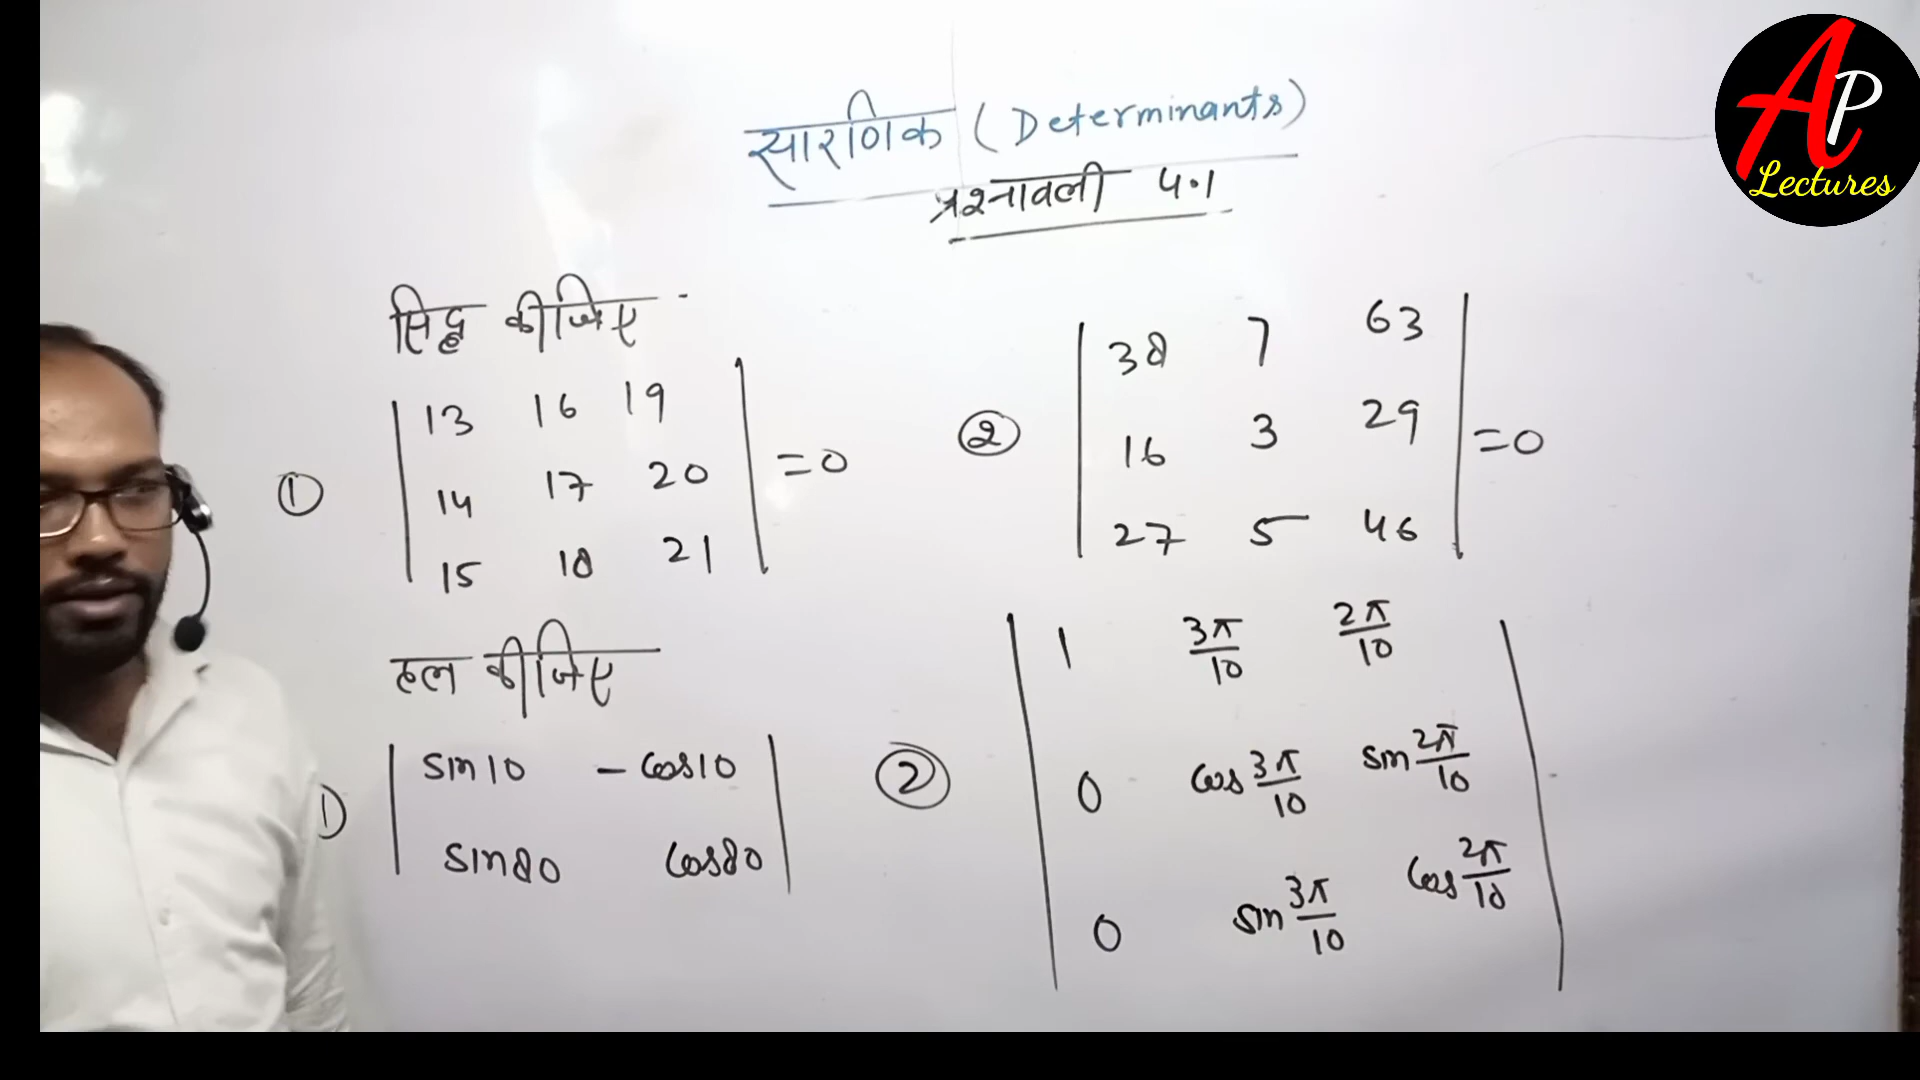 सारणिक (Determinants)
प्रश्नावली 4.1
AP
Lectures
सिद्ध कीजिए
① | 13 16 19 |
| 14 17 20 | =0
| 15 18 21 |
② | 38 7 63 |
| 16 3 29 | =0
| 27 5 46 |
हल कीजिए
① | sin10 -cos10 |
| sin80 cos80 |
② | 1 3π/10 2π/10 |
| 0 cos 3π/10 sin 2π/10 |
| 0 sin 3π/10 cos 2π/10 |